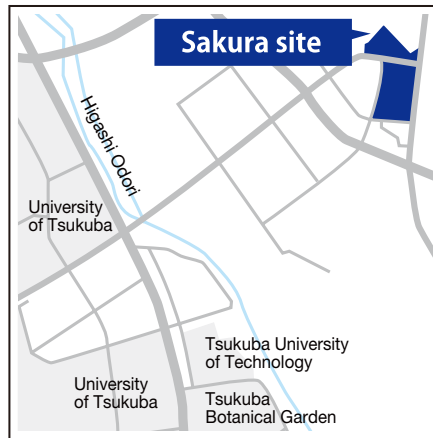 Sakura site
Higashi Odori
University
of Tsukuba
Tsukuba University
of Technology
University
of Tsukuba
Tsukuba
Botanical Garden